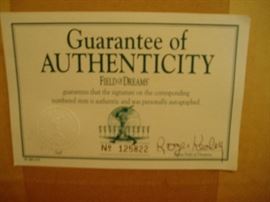 Guarantee of
AUTHENTICITY
FIELD OF DREAMS
guarantees that the signature on the corresponding
numbered item is authentic and was personally autographed.
Nº 125822